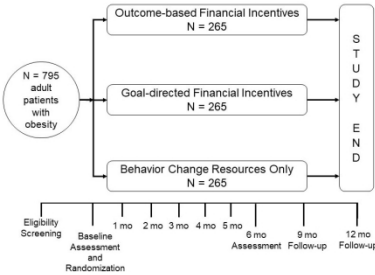 Outcome-based Financial Incentives
N = 265
N = 795
adult
patients
with
obesity
Goal-directed Financial Incentives
N = 265
Behavior Change Resources Only
N = 265
S
T
U
D
Y
E
N
D
Eligibility
Screening
Baseline
Assessment
and
Randomization
1 mo
2 mo
3 mo
4 mo
5 mo
6 mo
Assessment
9 mo
Follow-up
12 mo
Follow-up